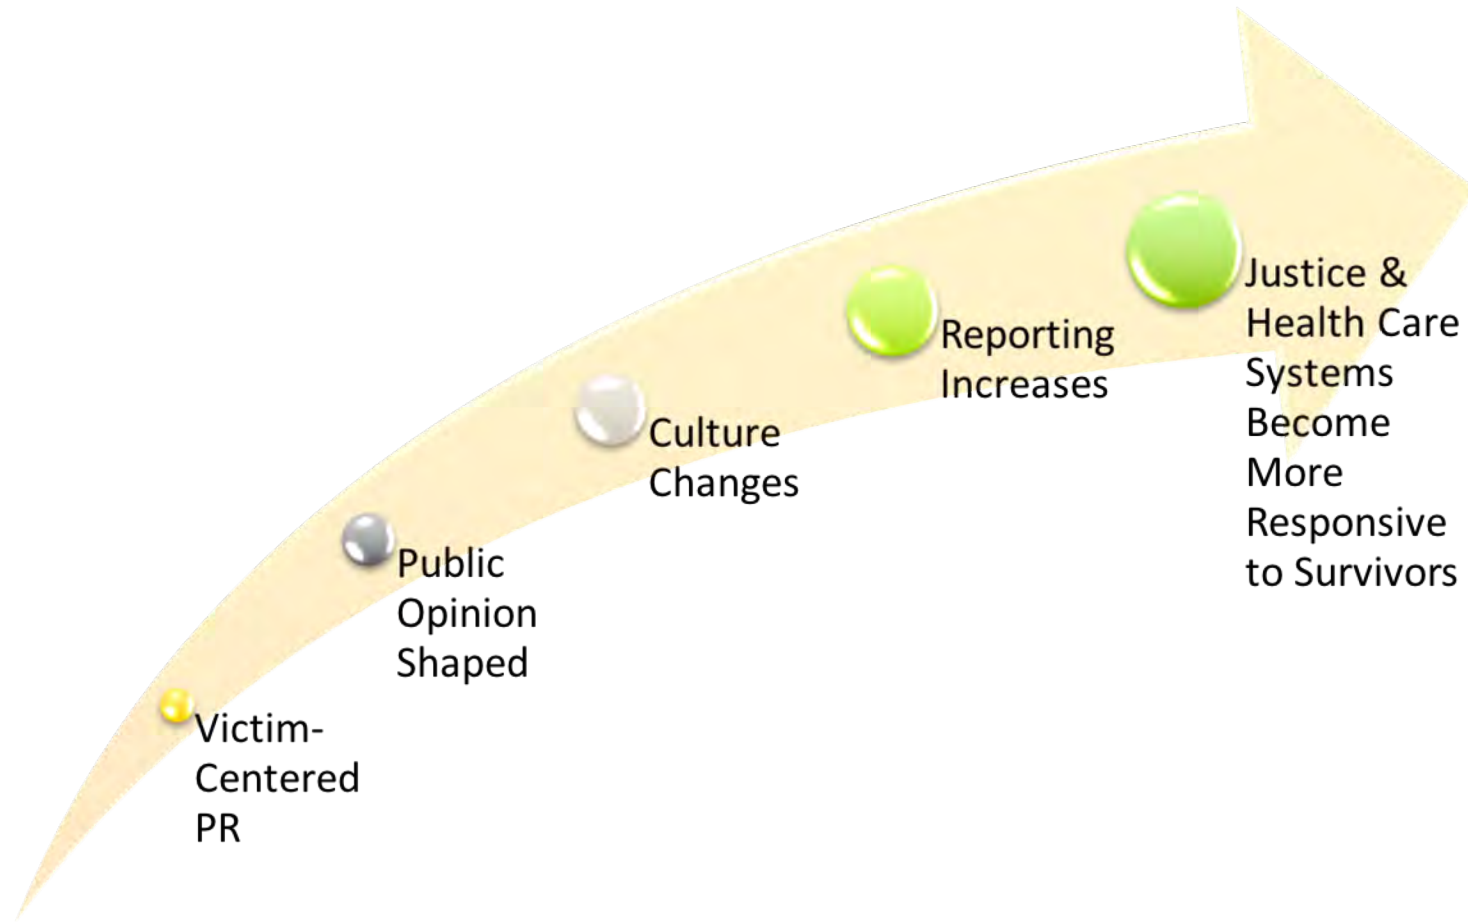 Victim-
Centered
PR
Public
Opinion
Shaped
Culture
Changes
Reporting
Increases
Justice &
Health Care
Systems
Become
More
Responsive
to Survivors